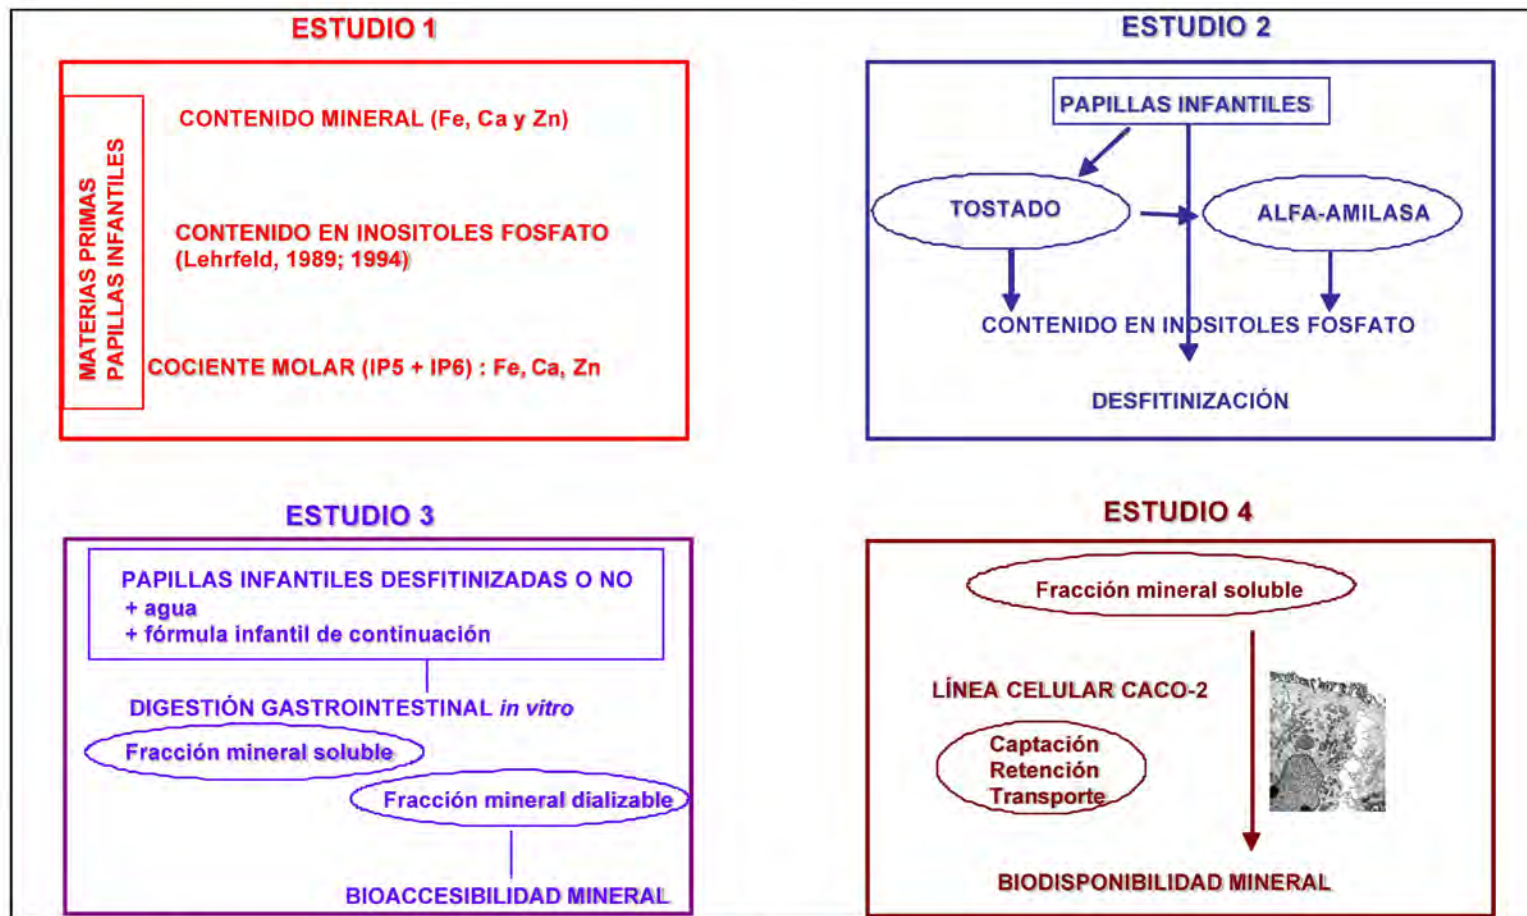 ESTUDIO 1
MATERIAS PRIMAS
PAPILLAS INFANTILES
CONTENIDO MINERAL (Fe, Ca y Zn)
CONTENIDO EN INOSITOLES FOSFATO
(Lehrfeld, 1989; 1994)
COCIENTE MOLAR (IP5 + IP6) : Fe, Ca, Zn
ESTUDIO 2
PAPILLAS INFANTILES
TOSTADO
ALFA-AMILASA
CONTENIDO EN INOSITOLES FOSFATO
DESFITINIZACIÓN
ESTUDIO 3
PAPILLAS INFANTILES DESFITINIZADAS O NO
+ agua
+ fórmula infantil de continuación
DIGESTIÓN GASTROINTESTINAL in vitro
Fracción mineral soluble
Fracción mineral dializable
BIOACCESIBILIDAD MINERAL
ESTUDIO 4
Fracción mineral soluble
LÍNEA CELULAR CACO-2
Captación
Retención
Transporte
BIODISPONIBILIDAD MINERAL